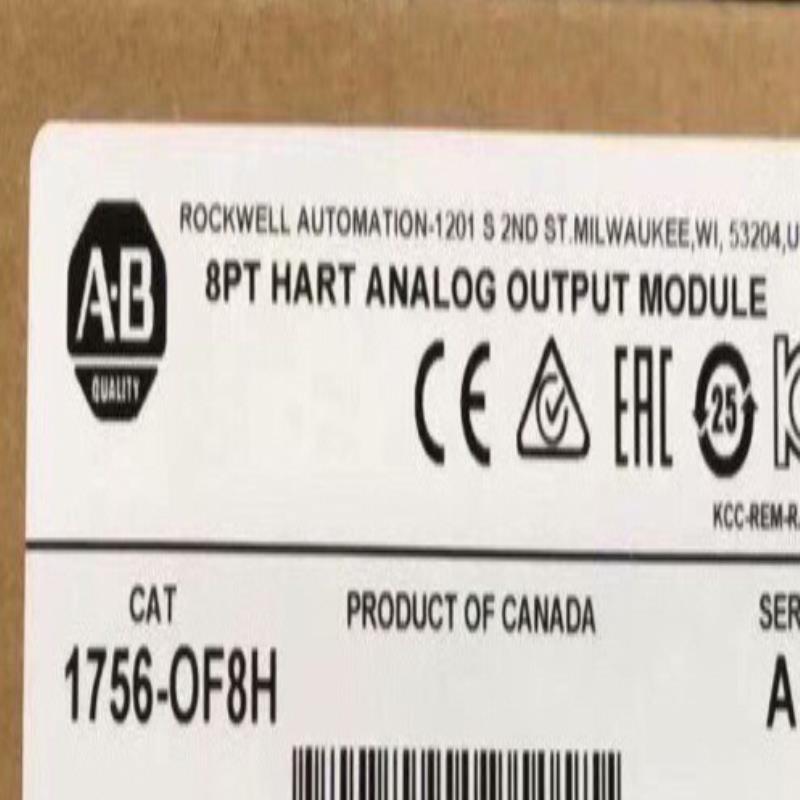 ROCKWELL AUTOMATION-1201 S 2ND ST.MILWAUKEE,WI, 53204,U
8PT HART ANALOG OUTPUT MODULE
A·B
QUALITY
CE
EAC
25
KCC-REM-R
CAT
PRODUCT OF CANADA
SER
1756-OF8H
A